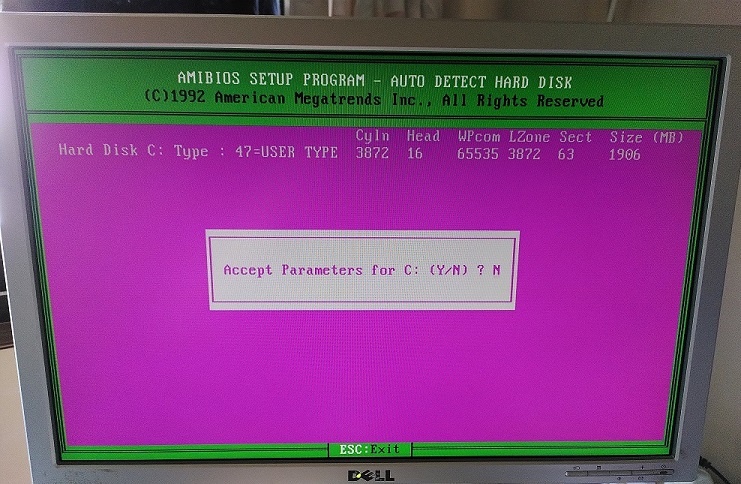 AMIBIOS SETUP PROGRAM - AUTO DETECT HARD DISK
(C)1992 American Megatrends Inc., All Rights Reserved
Cyln Head WPcom LZone Sect Size (MB)
Hard Disk C: Type : 47=USER TYPE 3872 16 65535 3872 63 1906
Accept Parameters for C: (Y/N) ? N
ESC:Exit
DELL